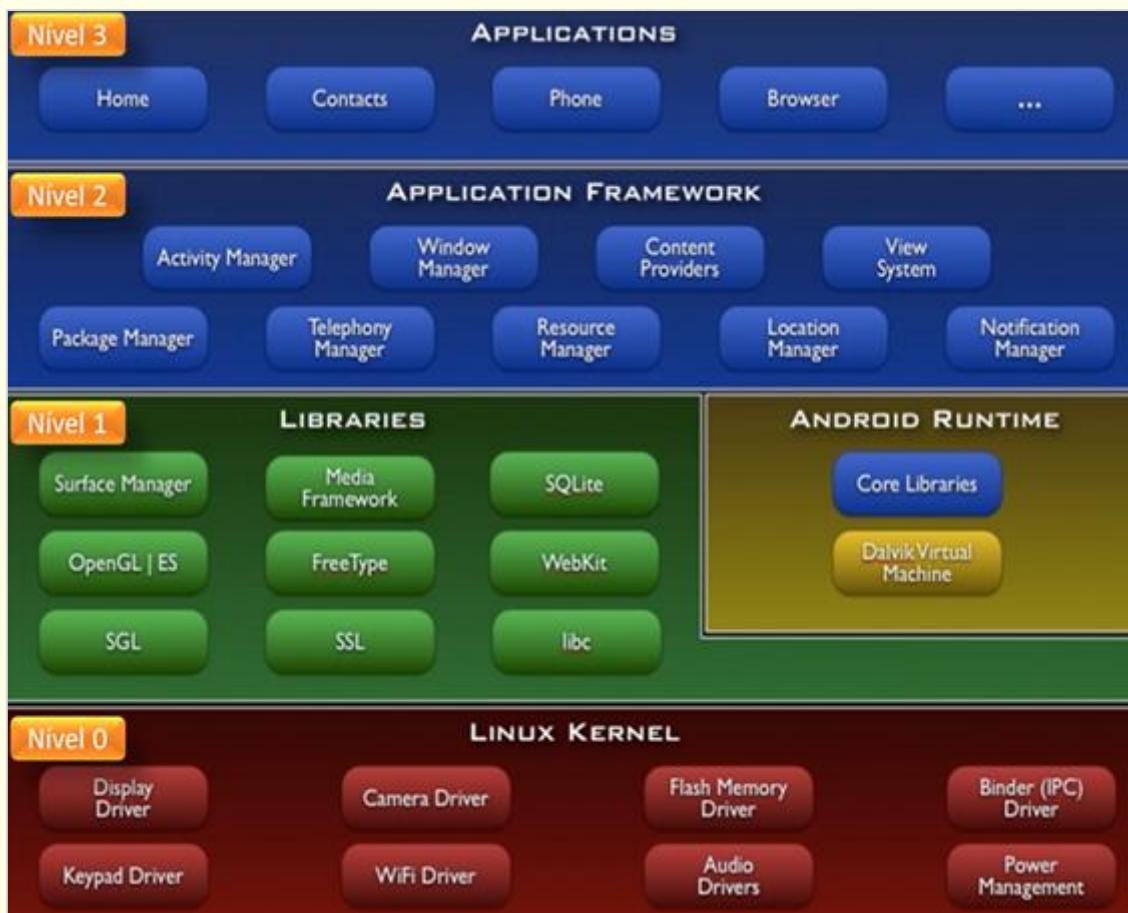 Nível 3
APPLICATIONS
Home
Contacts
Phone
Browser
...
Nível 2
APPLICATION FRAMEWORK
Activity Manager
Window
Manager
Content
Providers
View
System
Package Manager
Telephony
Manager
Resource
Manager
Location
Manager
Notification
Manager
Nível 1
LIBRARIES
Surface Manager
Media
Framework
SQLite
OpenGL | ES
FreeType
WebKit
SGL
SSL
libc
ANDROID RUNTIME
Core Libraries
Dalvik Virtual
Machine
Nível 0
LINUX KERNEL
Display
Driver
Camera Driver
Flash Memory
Driver
Binder (IPC)
Driver
Keypad Driver
WiFi Driver
Audio
Drivers
Power
Management